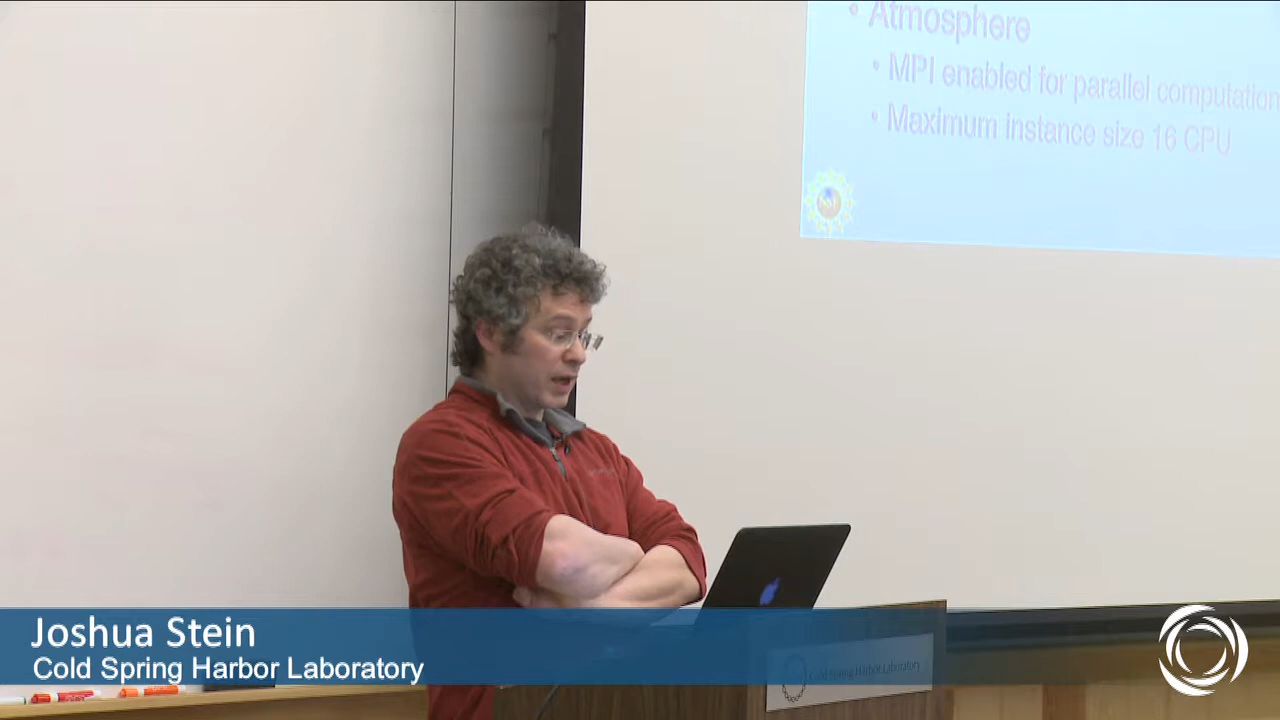 • Atmosphere
• MPI enabled for parallel computation
• Maximum instance size 16 CPU
NSF
Joshua Stein
Cold Spring Harbor Laboratory
Cold Spring Harbor Laboratory